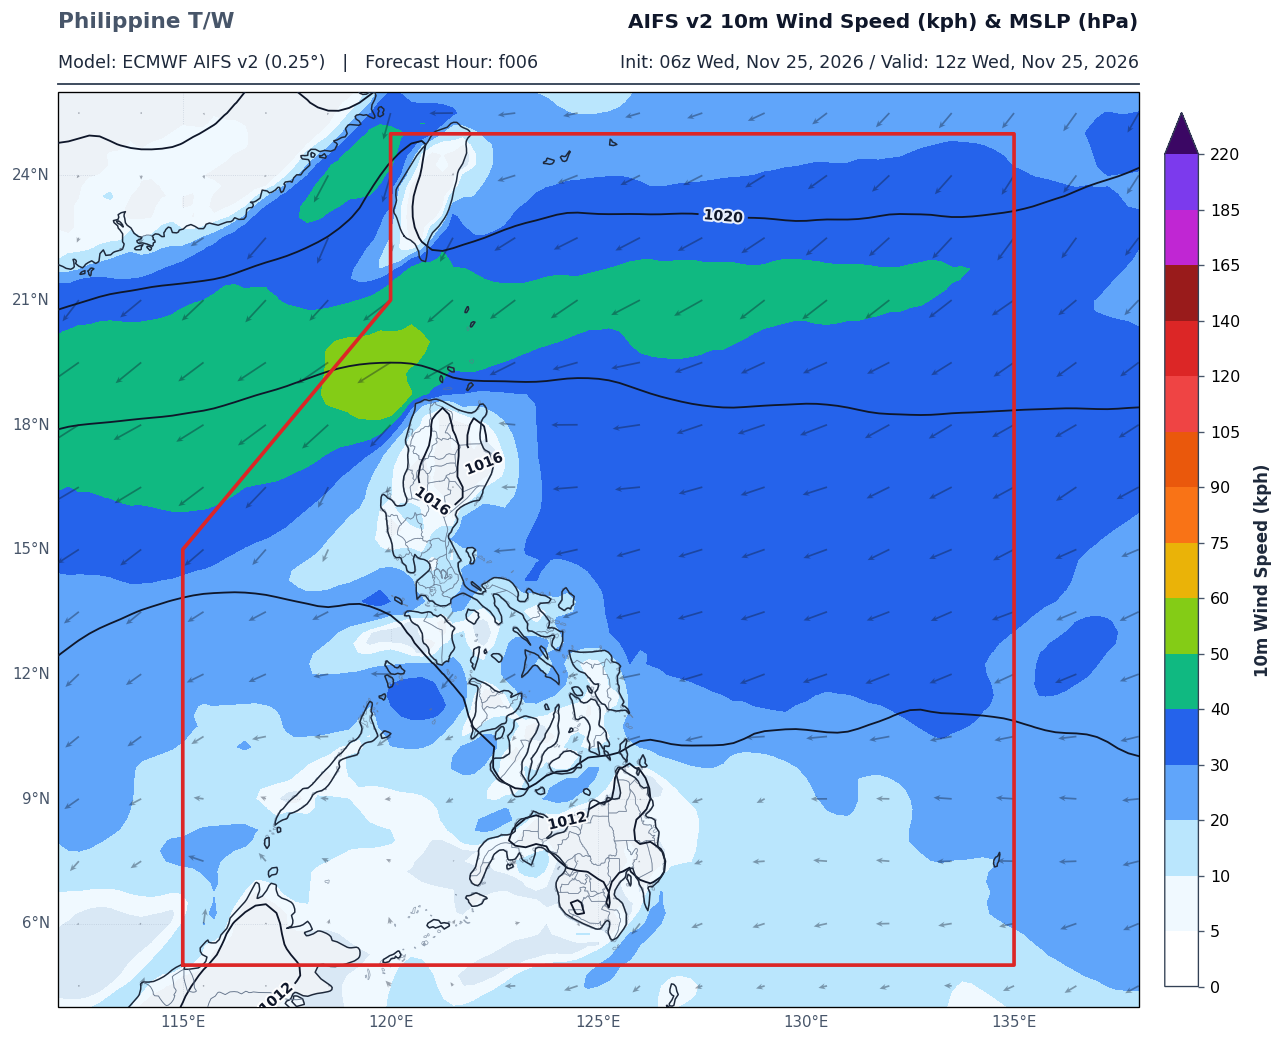 Philippine T/W
AIFS v2 10m Wind Speed (kph) & MSLP (hPa)
Model: ECMWF AIFS v2 (0.25°) | Forecast Hour: f006
Init: 06z Wed, Nov 25, 2026 / Valid: 12z Wed, Nov 25, 2026
24°N
21°N
18°N
15°N
12°N
9°N
6°N
1020
1016
1016
1012
1012
115°E
120°E
125°E
130°E
135°E
220
185
165
140
120
105
90
75
60
50
40
30
20
10
5
0
10m Wind Speed (kph)